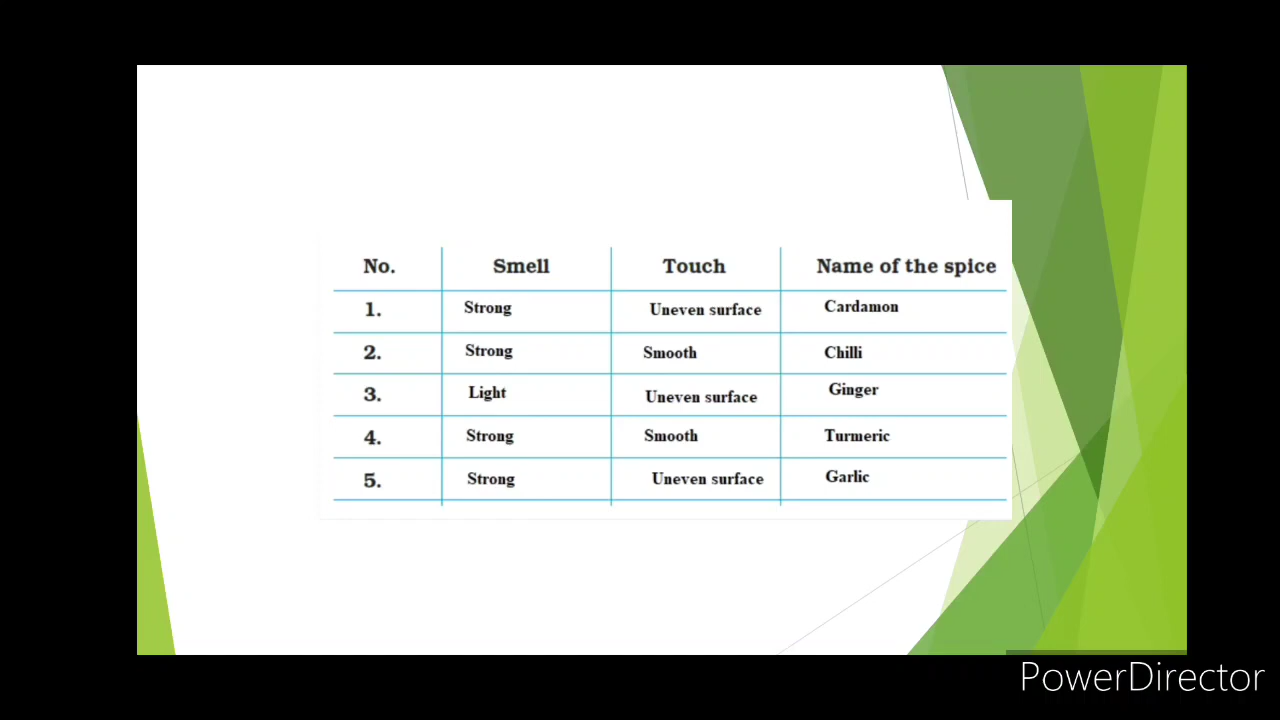 No. Smell Touch Name of the spice
1. Strong Uneven surface Cardamon
2. Strong Smooth Chilli
3. Light Uneven surface Ginger
4. Strong Smooth Turmeric
5. Strong Uneven surface Garlic
PowerDirector